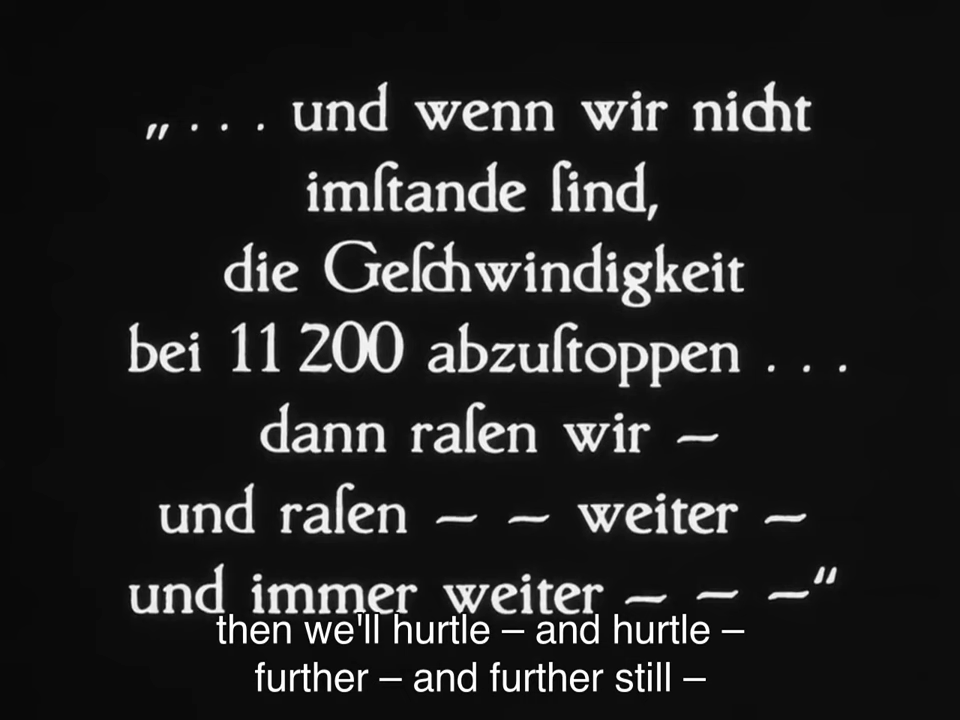 „ . . . und wenn wir nicht
imſtande ſind,
die Geſchwindigkeit
bei 11 200 abzuſtoppen . . .
dann raſen wir –
und raſen – – weiter –
und immer weiter – – –“
then we'll hurtle – and hurtle –
further – and further still –